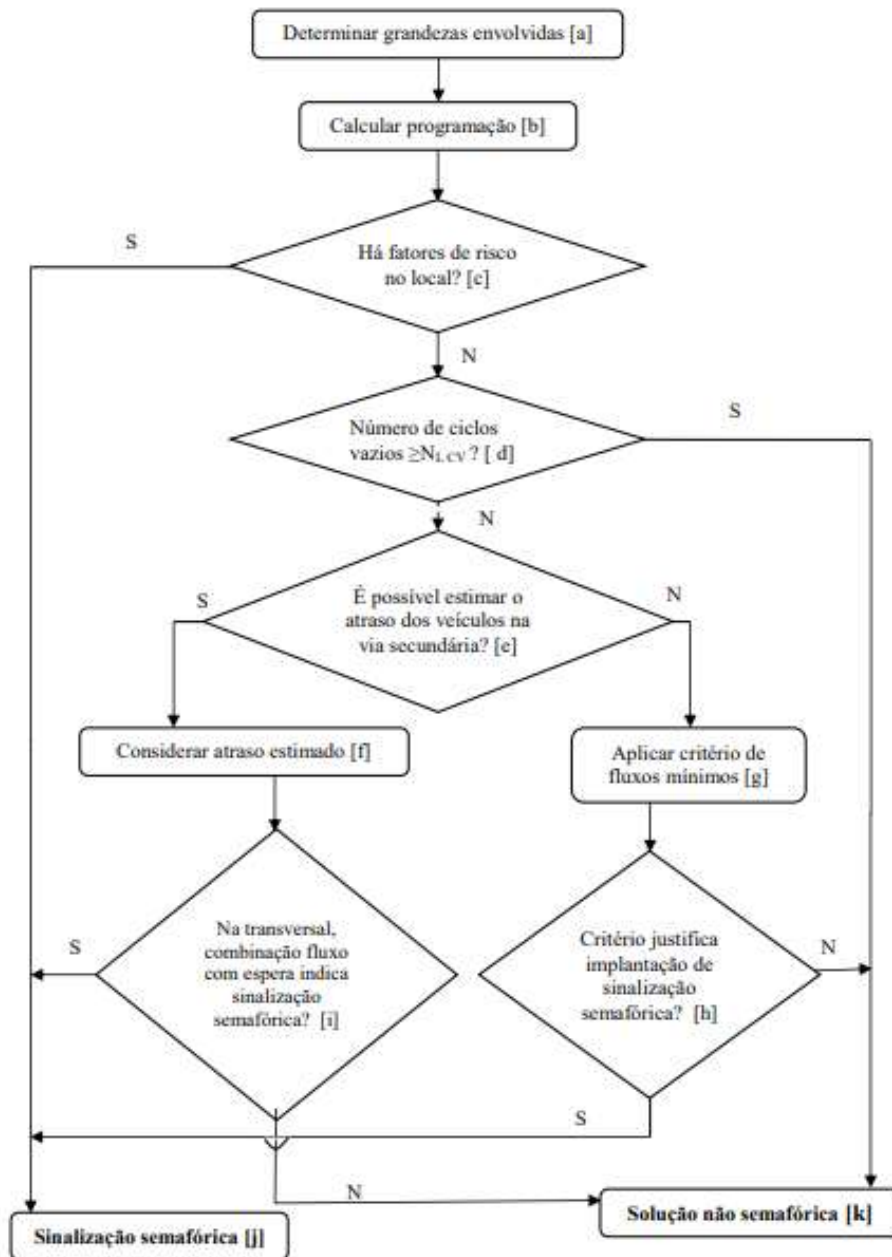 Determinar grandezas envolvidas [a]
Calcular programação [b]
S
Há fatores de risco
no local? [c]
N
S
Número de ciclos
vazios ≥NLCV? [ d]
N
S
É possível estimar o
atraso dos veículos na
via secundária? [e]
N
Considerar atraso estimado [f]
Aplicar critério de
fluxos mínimos [g]
S
Na transversal,
combinação fluxo
com espera indica
sinalização
semafórica? [i]
Critério justifica
implantação de
sinalização
semafórica? [h]
N
S
N
Sinalização semafórica [j]
Solução não semafórica [k]